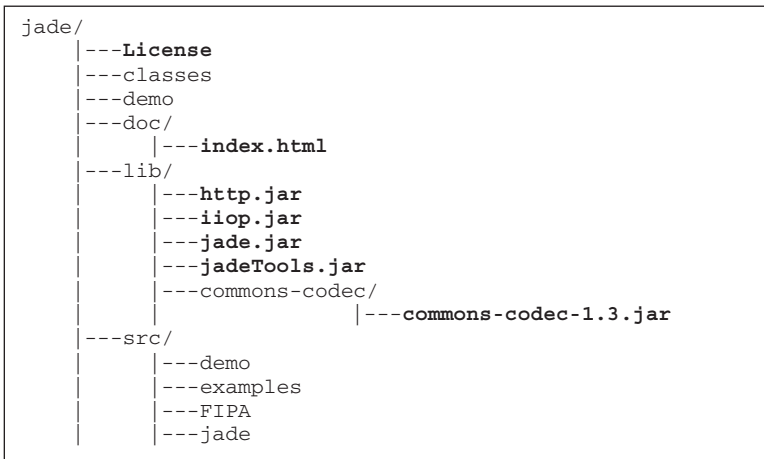 jade/
|---License
|---classes
|---demo
|---doc/
| |---index.html
|---lib/
| |---http.jar
| |---iiop.jar
| |---jade.jar
| |---jadeTools.jar
| |---commons-codec/
| | |---commons-codec-1.3.jar
|---src/
| |---demo
| |---examples
| |---FIPA
| |---jade